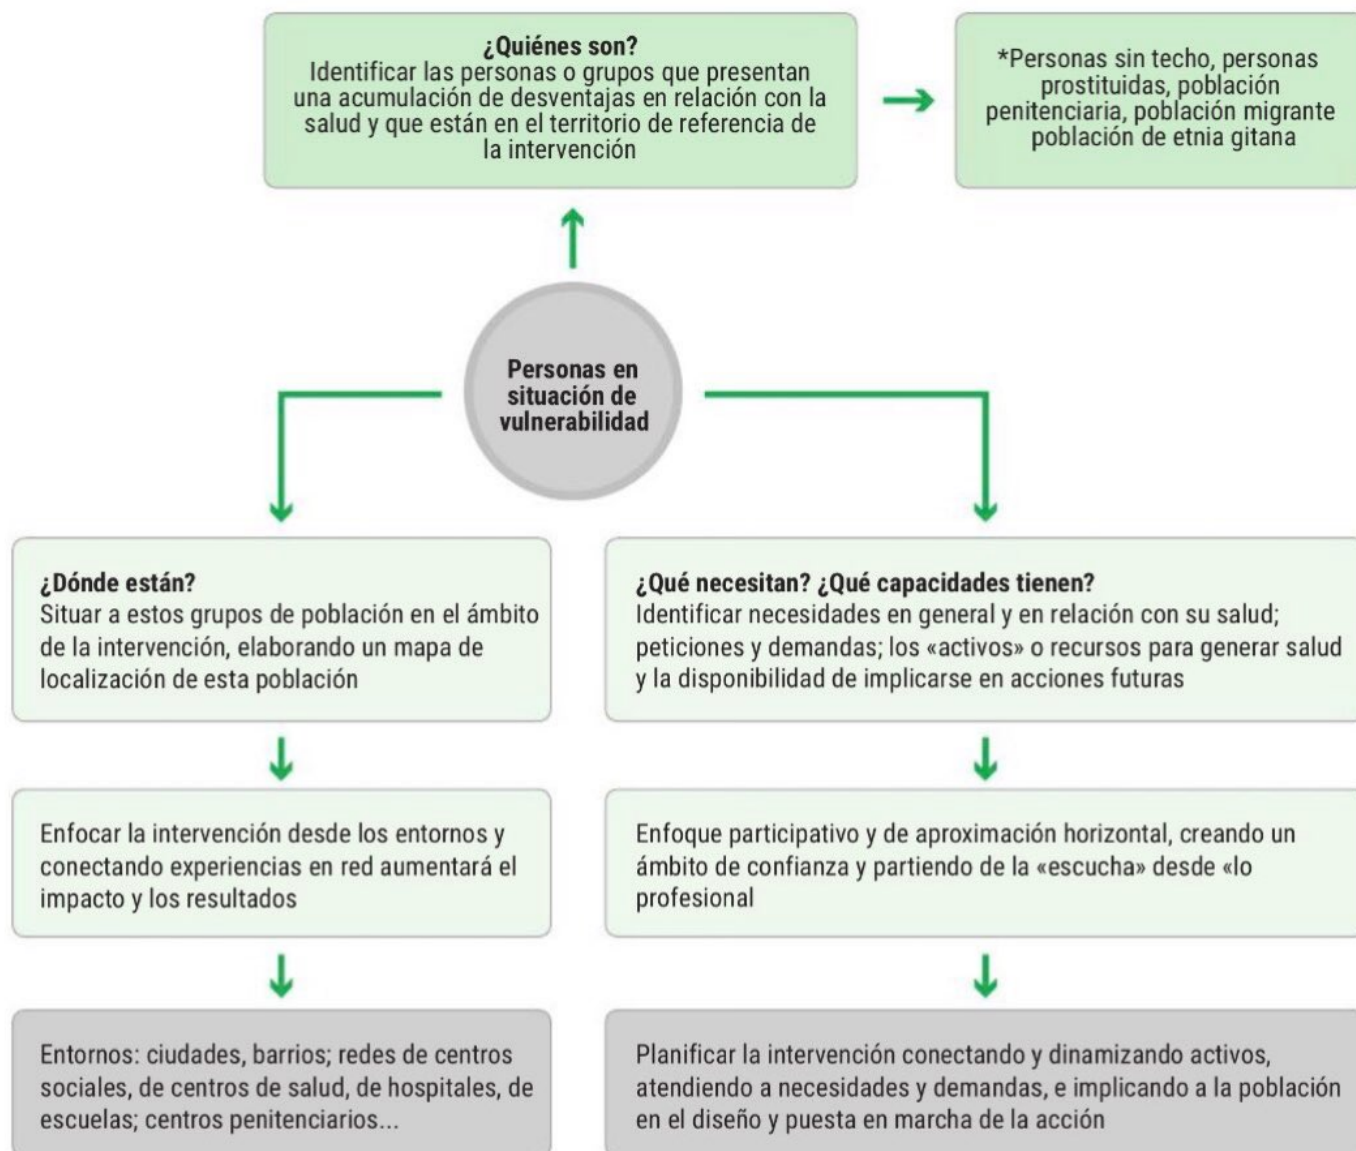 ¿Quiénes son?
Identificar las personas o grupos que presentan
una acumulación de desventajas en relación con la
salud y que están en el territorio de referencia de
la intervención
*Personas sin techo, personas
prostituidas, población
penitenciaria, población migrante
población de etnia gitana
Personas en
situación de
vulnerabilidad
¿Dónde están?
Situar a estos grupos de población en el ámbito
de la intervención, elaborando un mapa de
localización de esta población
¿Qué necesitan? ¿Qué capacidades tienen?
Identificar necesidades en general y en relación con su salud;
peticiones y demandas; los «activos» o recursos para generar salud
y la disponibilidad de implicarse en acciones futuras
Enfocar la intervención desde los entornos y
conectando experiencias en red aumentará el
impacto y los resultados
Enfoque participativo y de aproximación horizontal, creando un
ámbito de confianza y partiendo de la «escucha» desde «lo
profesional
Entornos: ciudades, barrios; redes de centros
sociales, de centros de salud, de hospitales, de
escuelas; centros penitenciarios...
Planificar la intervención conectando y dinamizando activos,
atendiendo a necesidades y demandas, e implicando a la población
en el diseño y puesta en marcha de la acción